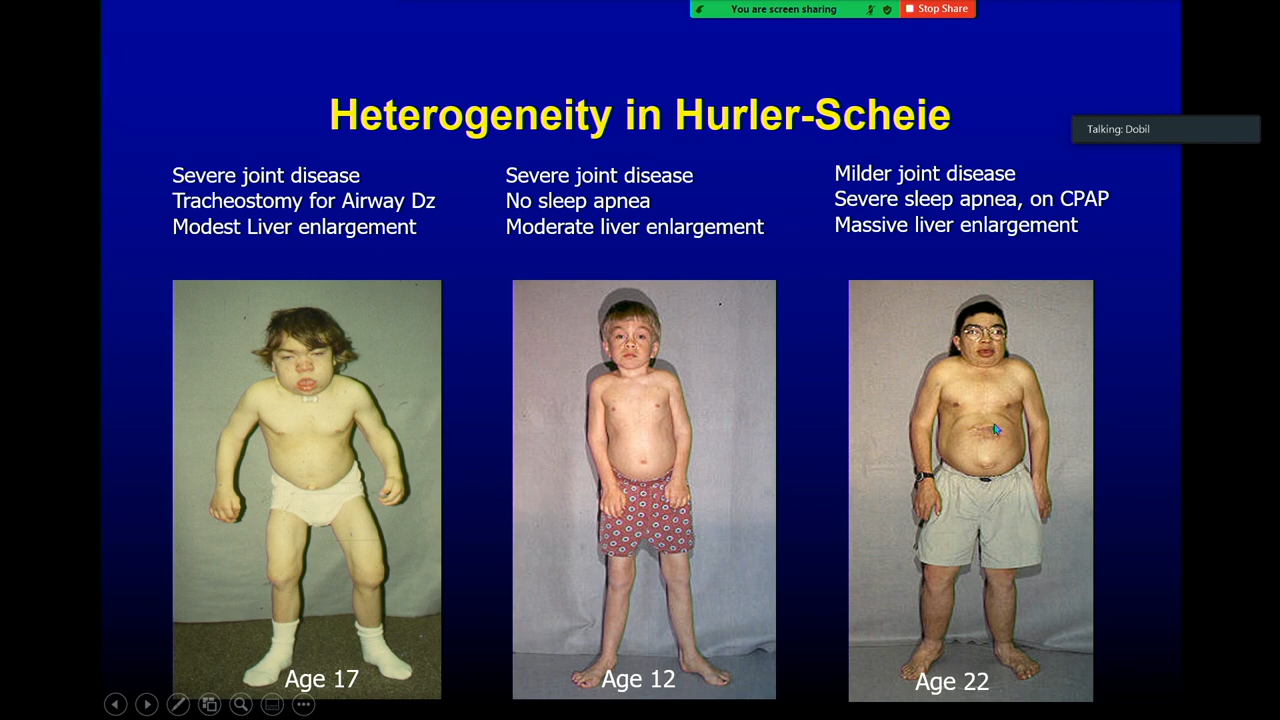 You are screen sharing
Stop Share
Heterogeneity in Hurler-Scheie
Talking: Dobil
Severe joint disease
Tracheostomy for Airway Dz
Modest Liver enlargement
Severe joint disease
No sleep apnea
Moderate liver enlargement
Milder joint disease
Severe sleep apnea, on CPAP
Massive liver enlargement
Age 17
Age 12
Age 22